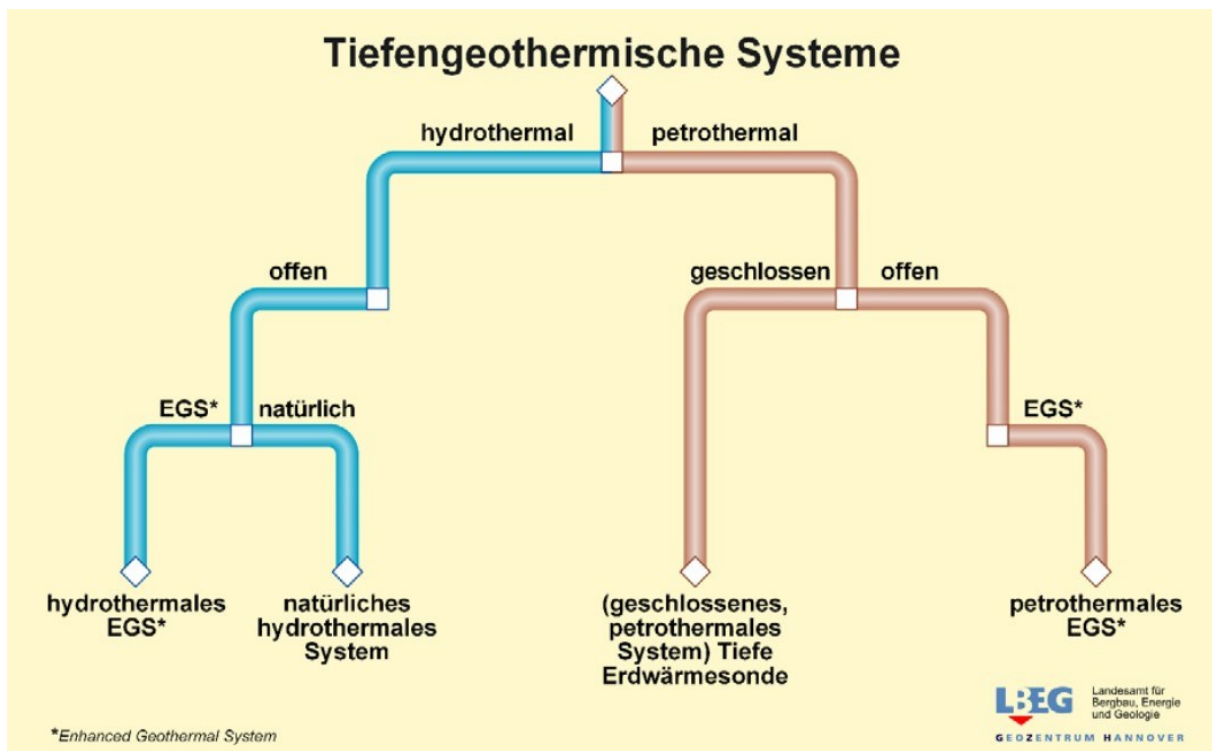 Tiefengeothermische Systeme
hydrothermal
petrothermal
offen
geschlossen
offen
EGS*
natürlich
EGS*
hydrothermales
EGS*
natürliches
hydrothermales
System
(geschlossenes,
petrothermales
System) Tiefe
Erdwärmesonde
petrothermales
EGS*
*Enhanced Geothermal System
LBEG
Landesamt für
Bergbau, Energie
und Geologie
GEOZENTRUM HANNOVER